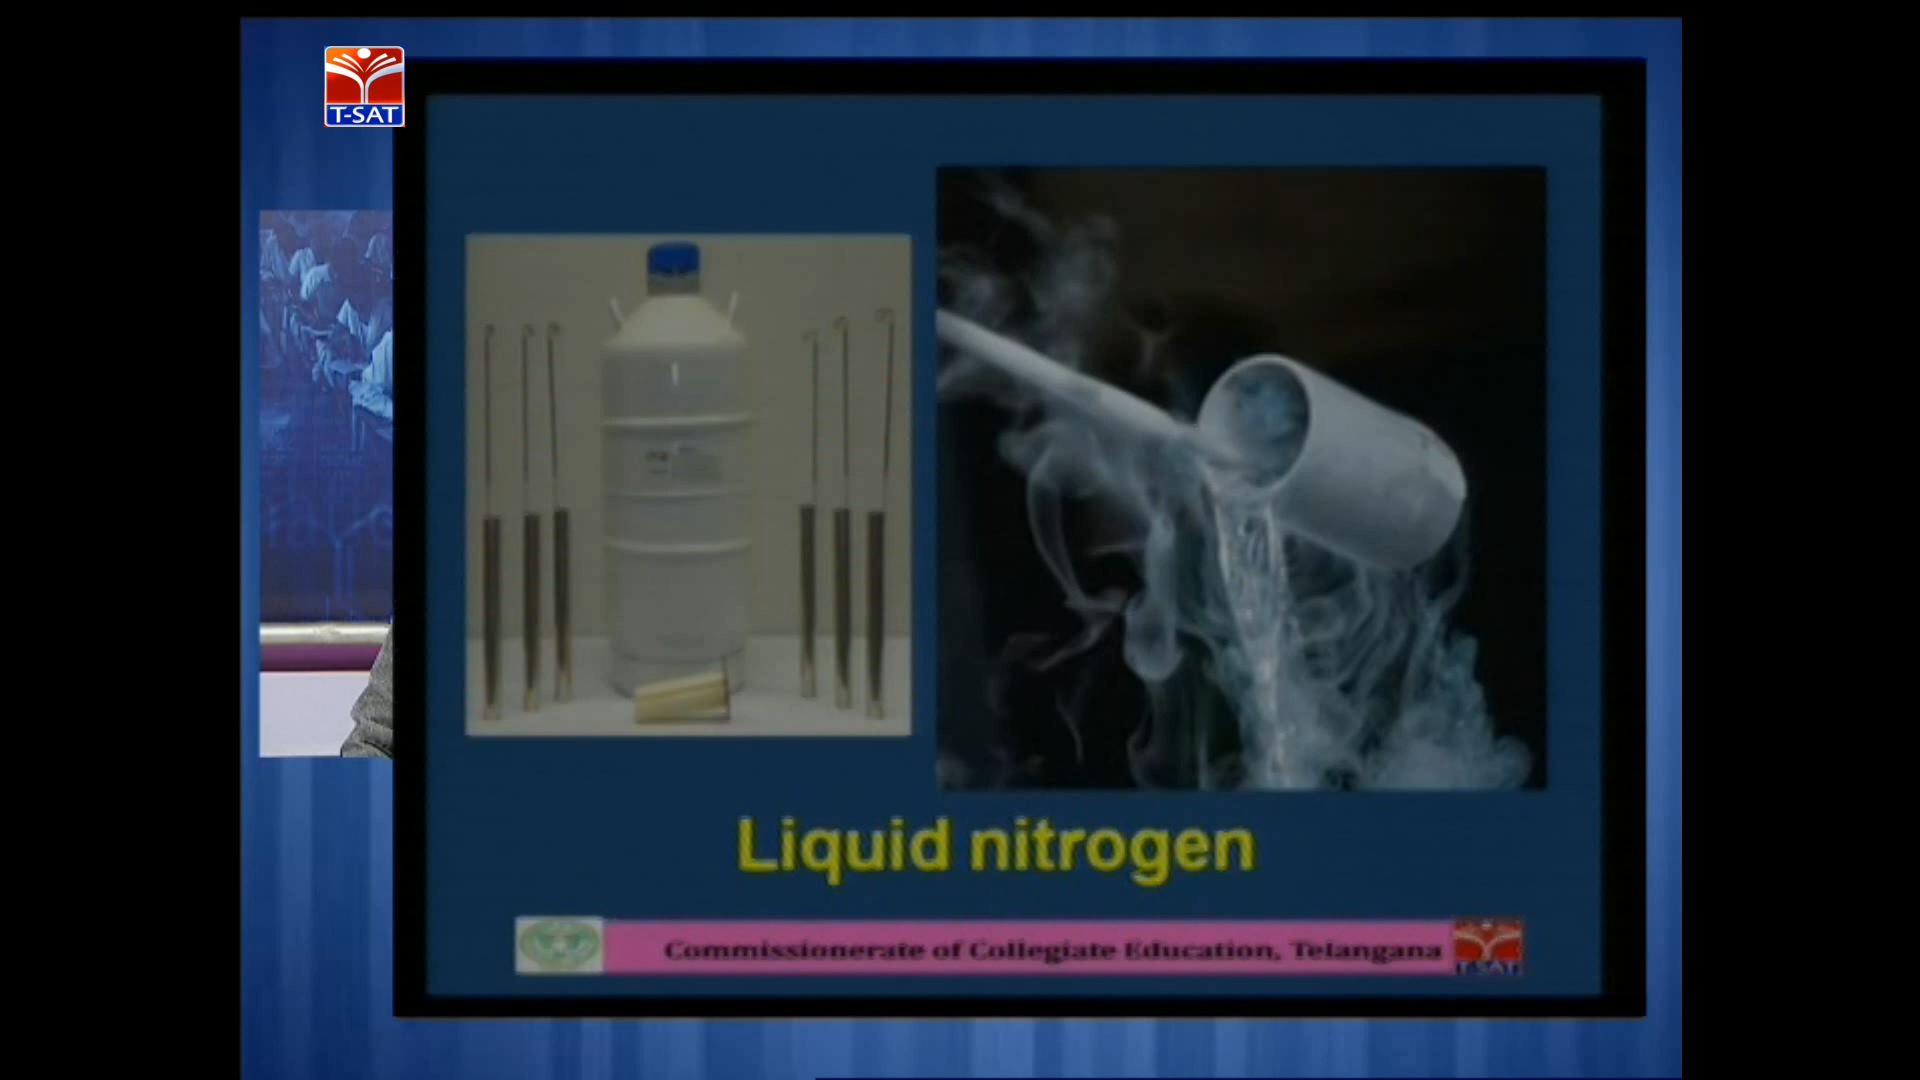 T-SAT
Liquid nitrogen
Commissionerate of Collegiate Education, Telangana
T-SAT